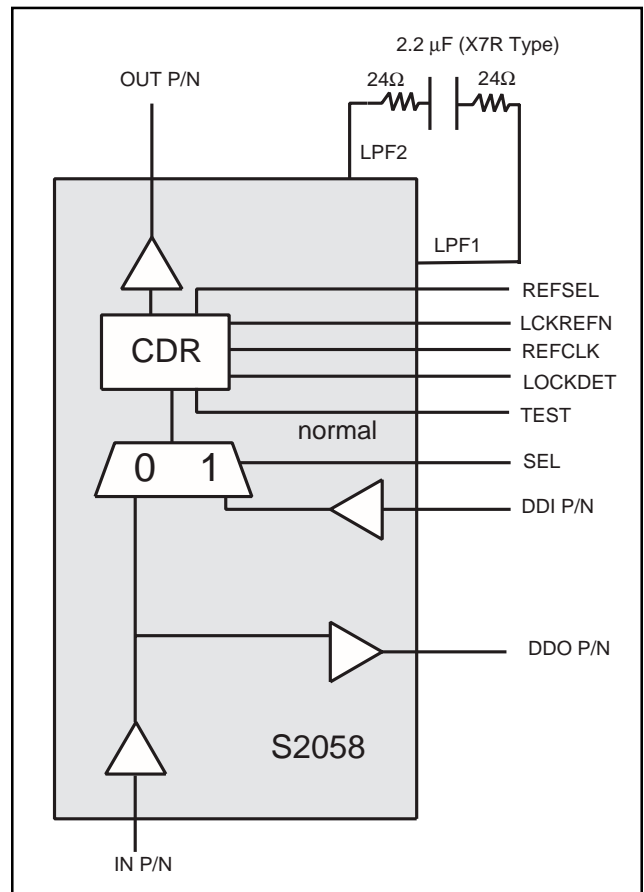 2.2 µF (X7R Type)
OUT P/N
24Ω
24Ω
LPF2
LPF1
REFSEL
LCKREFN
CDR
REFCLK
LOCKDET
TEST
normal
0 1
SEL
DDI P/N
DDO P/N
S2058
IN P/N